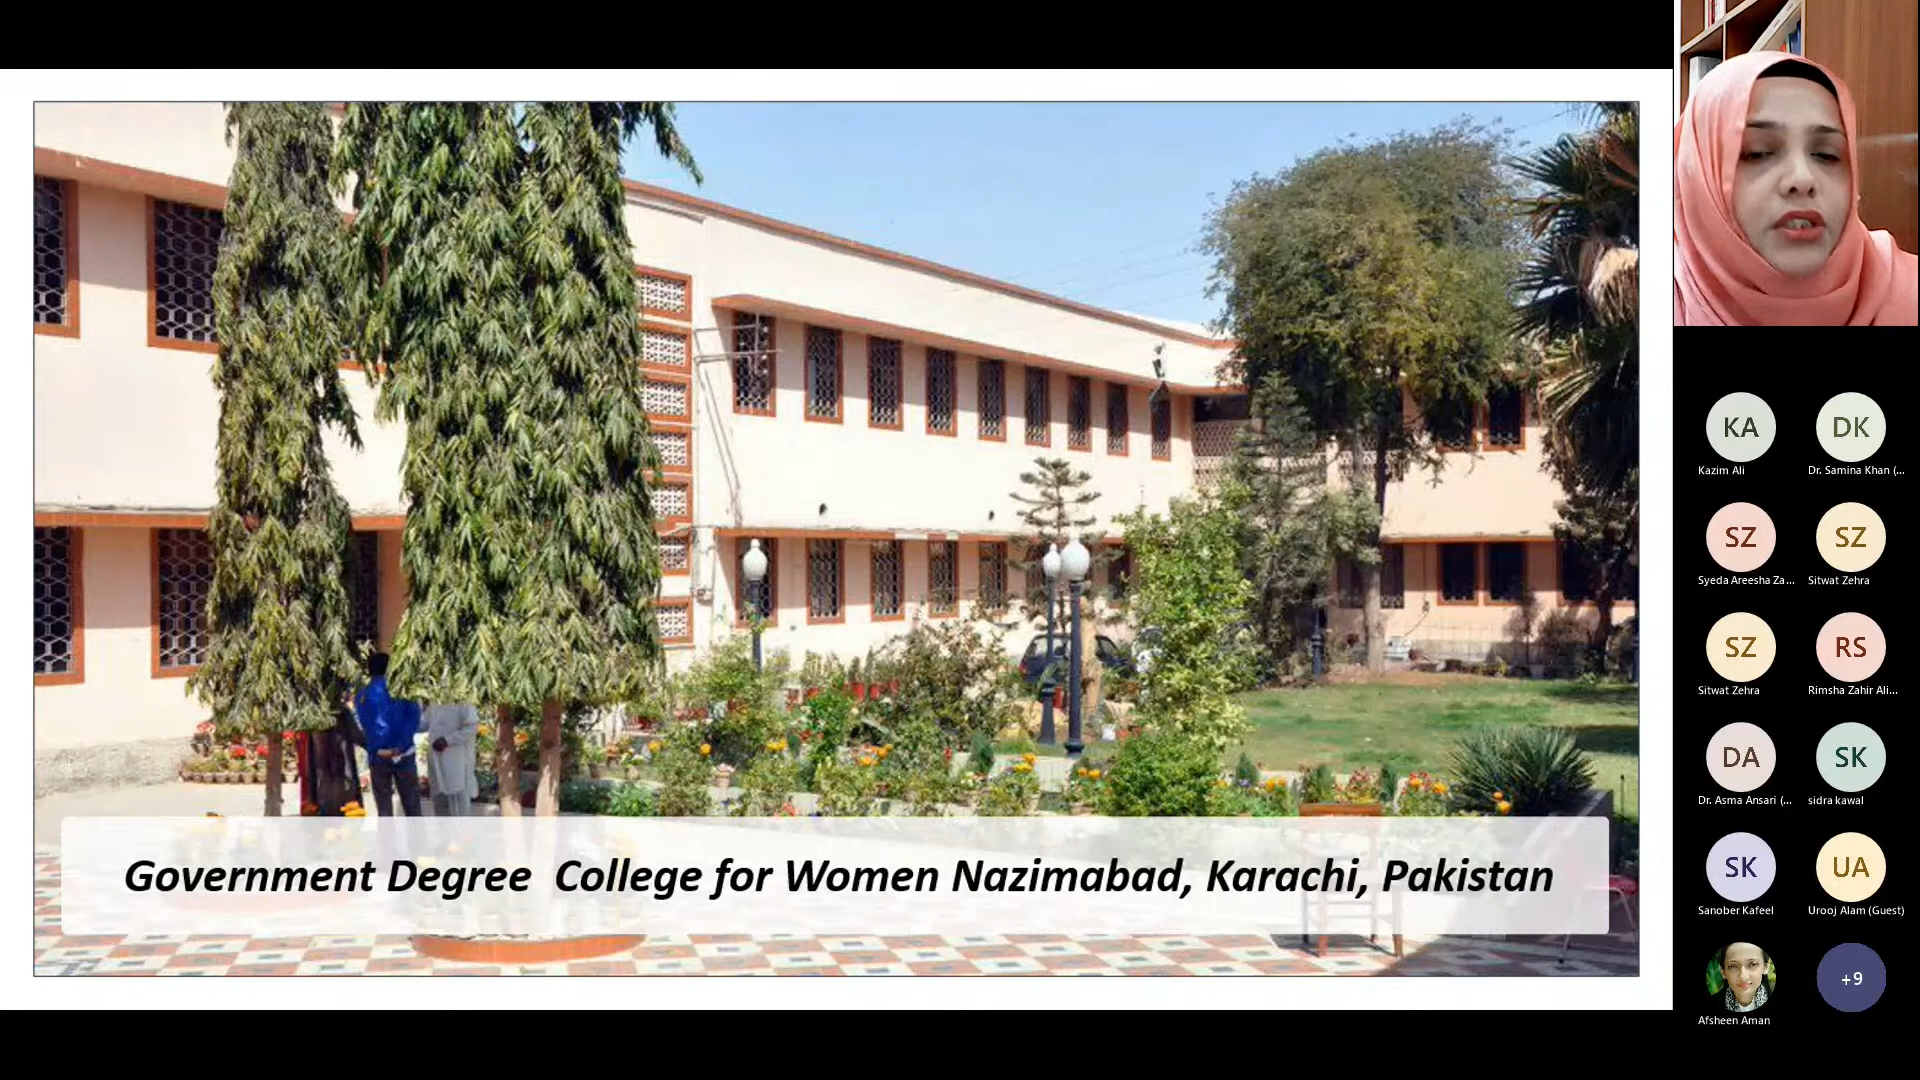 Government Degree  College for Women Nazimabad, Karachi, Pakistan
KA
DK
Kazim Ali
Dr. Samina Khan (...
SZ
SZ
Syeda Areesha Za...
Sitwat Zehra
SZ
RS
Sitwat Zehra
Rimsha Zahir Ali...
DA
SK
Dr. Asma Ansari (...
sidra kawal
SK
UA
Sanober Kafeel
Urooj Alam (Guest)
+9
Afsheen Aman